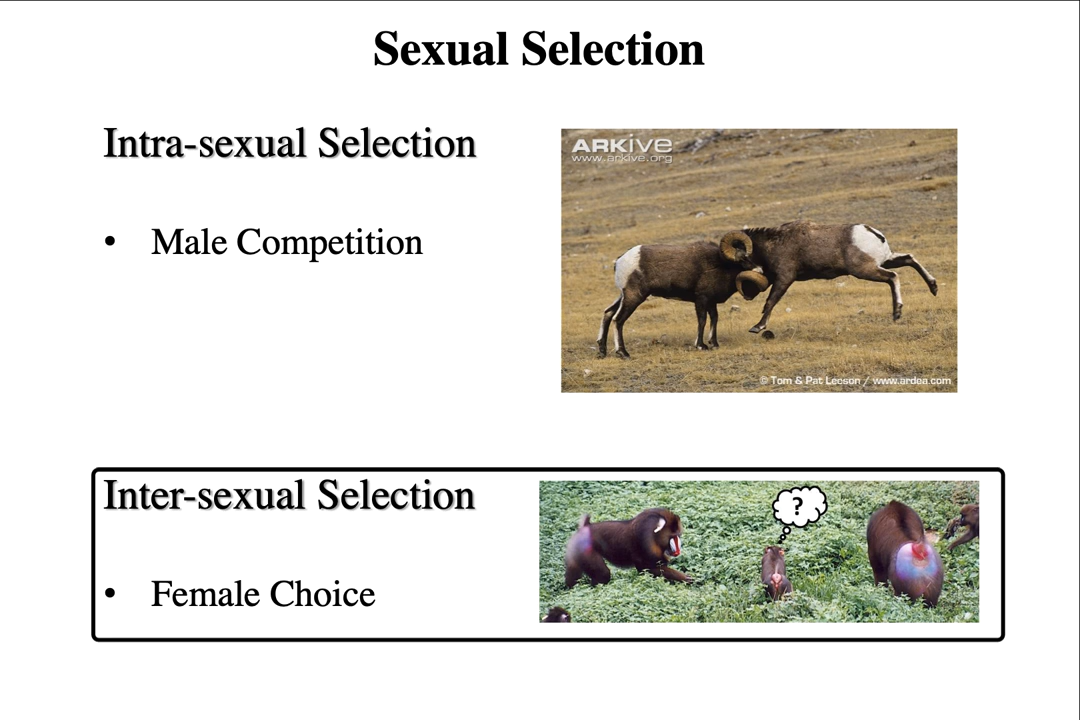 Sexual Selection
Intra-sexual Selection
• Male Competition
ARKive
www.arkive.org
© Tom & Pat Leeson / www.ardea.com
Inter-sexual Selection
?
• Female Choice